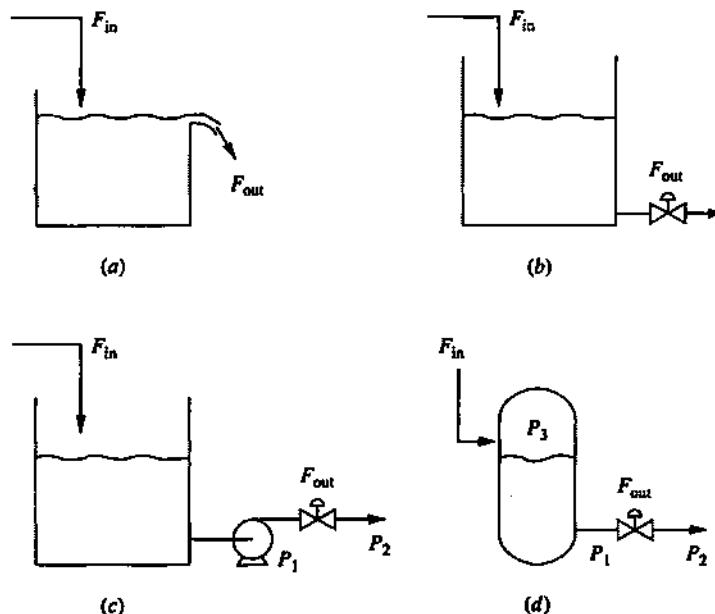 F_in
F_out
(a)
F_in
F_out
(b)
F_in
F_out
P_1
P_2
(c)
F_in
P_3
F_out
P_1
P_2
(d)